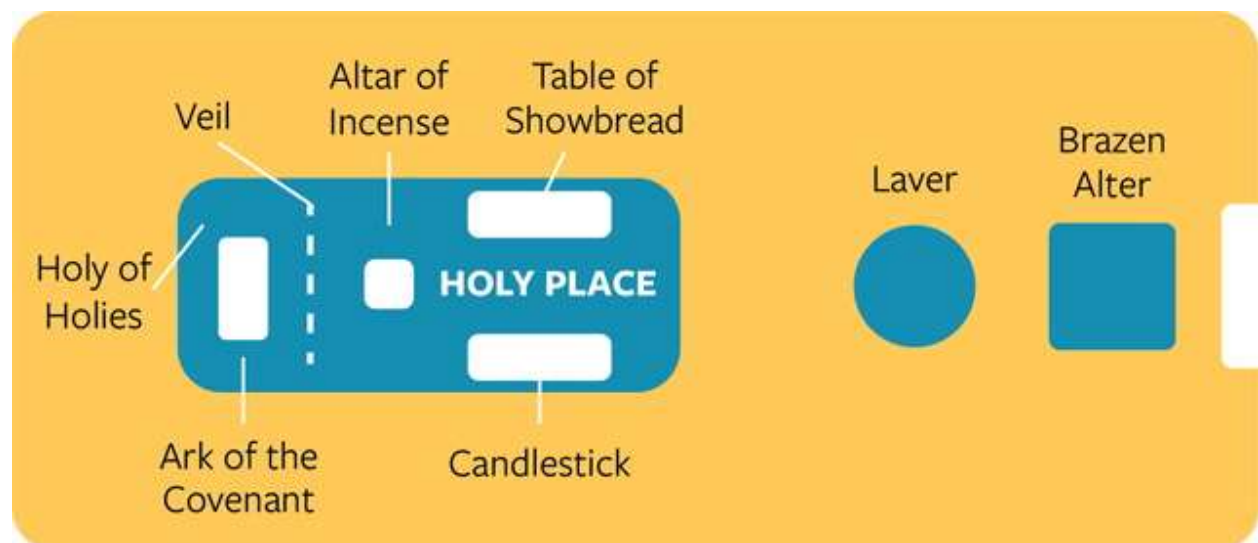 Altar of
Incense
Table of
Showbread
Veil
Brazen
Alter
Laver
Holy of
Holies
HOLY PLACE
Ark of the
Covenant
Candlestick